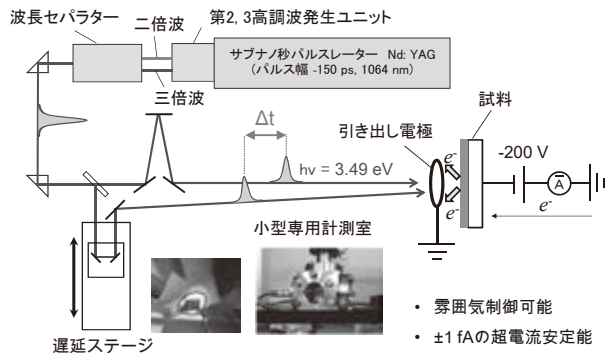 波長セパラター
二倍波
第2, 3高調波発生ユニット
サブナノ秒パルスレーター Nd: YAG
(パルス幅 ~150 ps, 1064 nm)
三倍波
試料
Δt
引き出し電極
-200 V
e-
hν = 3.49 eV
A
e-
e-
小型専用計測室
遅延ステージ
• 雰囲気制御可能
• ±1 fAの超電流安定能